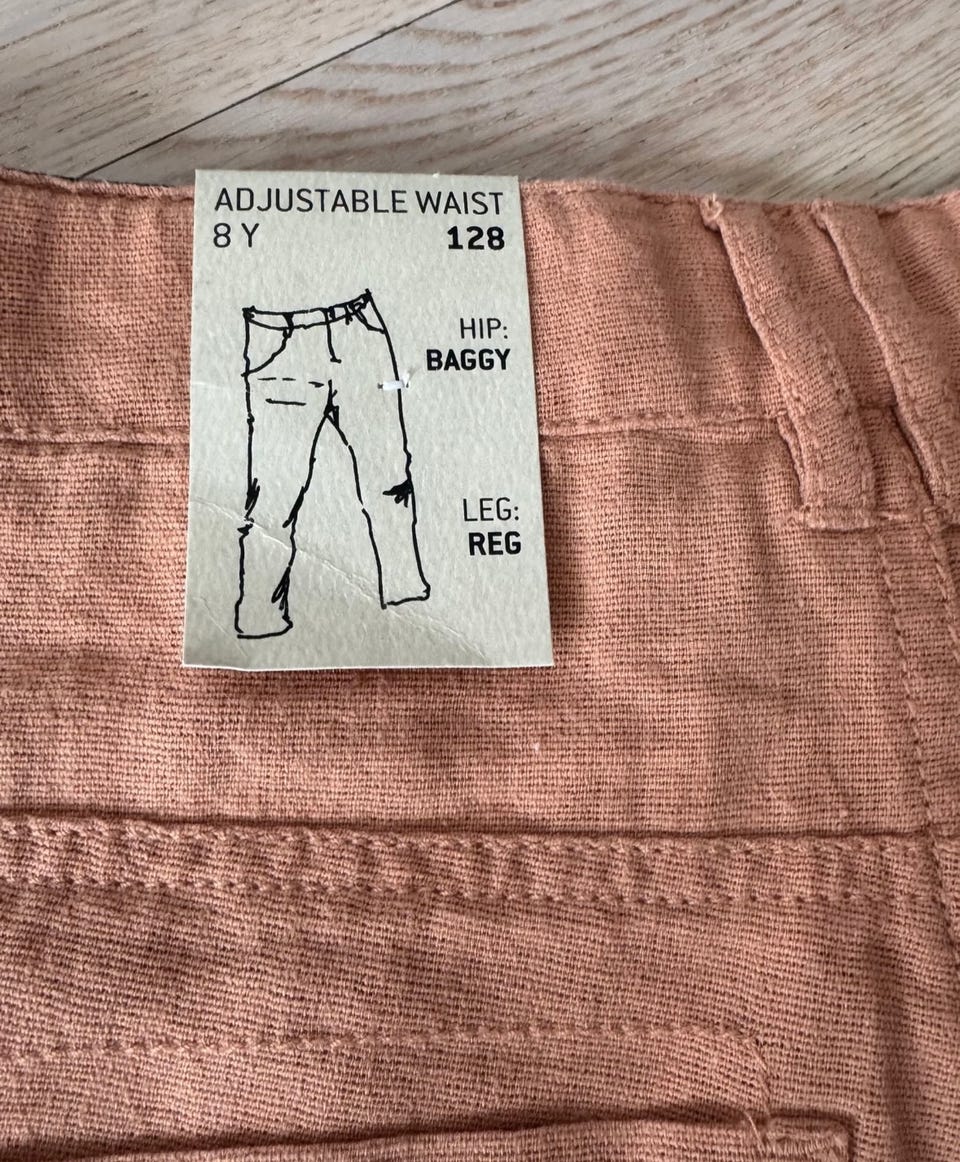 ADJUSTABLE WAIST
8 Y 128
HIP:
BAGGY
LEG:
REG